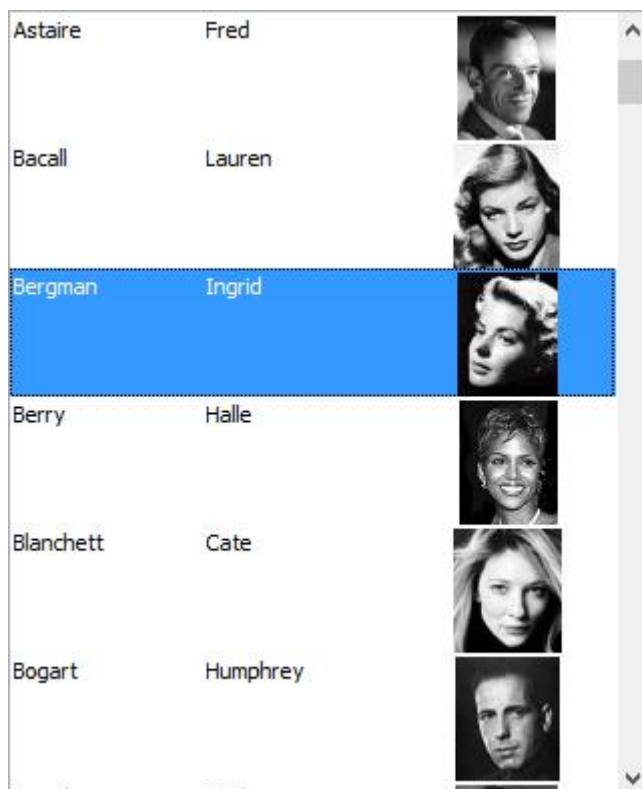 Astaire Fred
Bacall Lauren
Bergman Ingrid
Berry Halle
Blanchett Cate
Bogart Humphrey